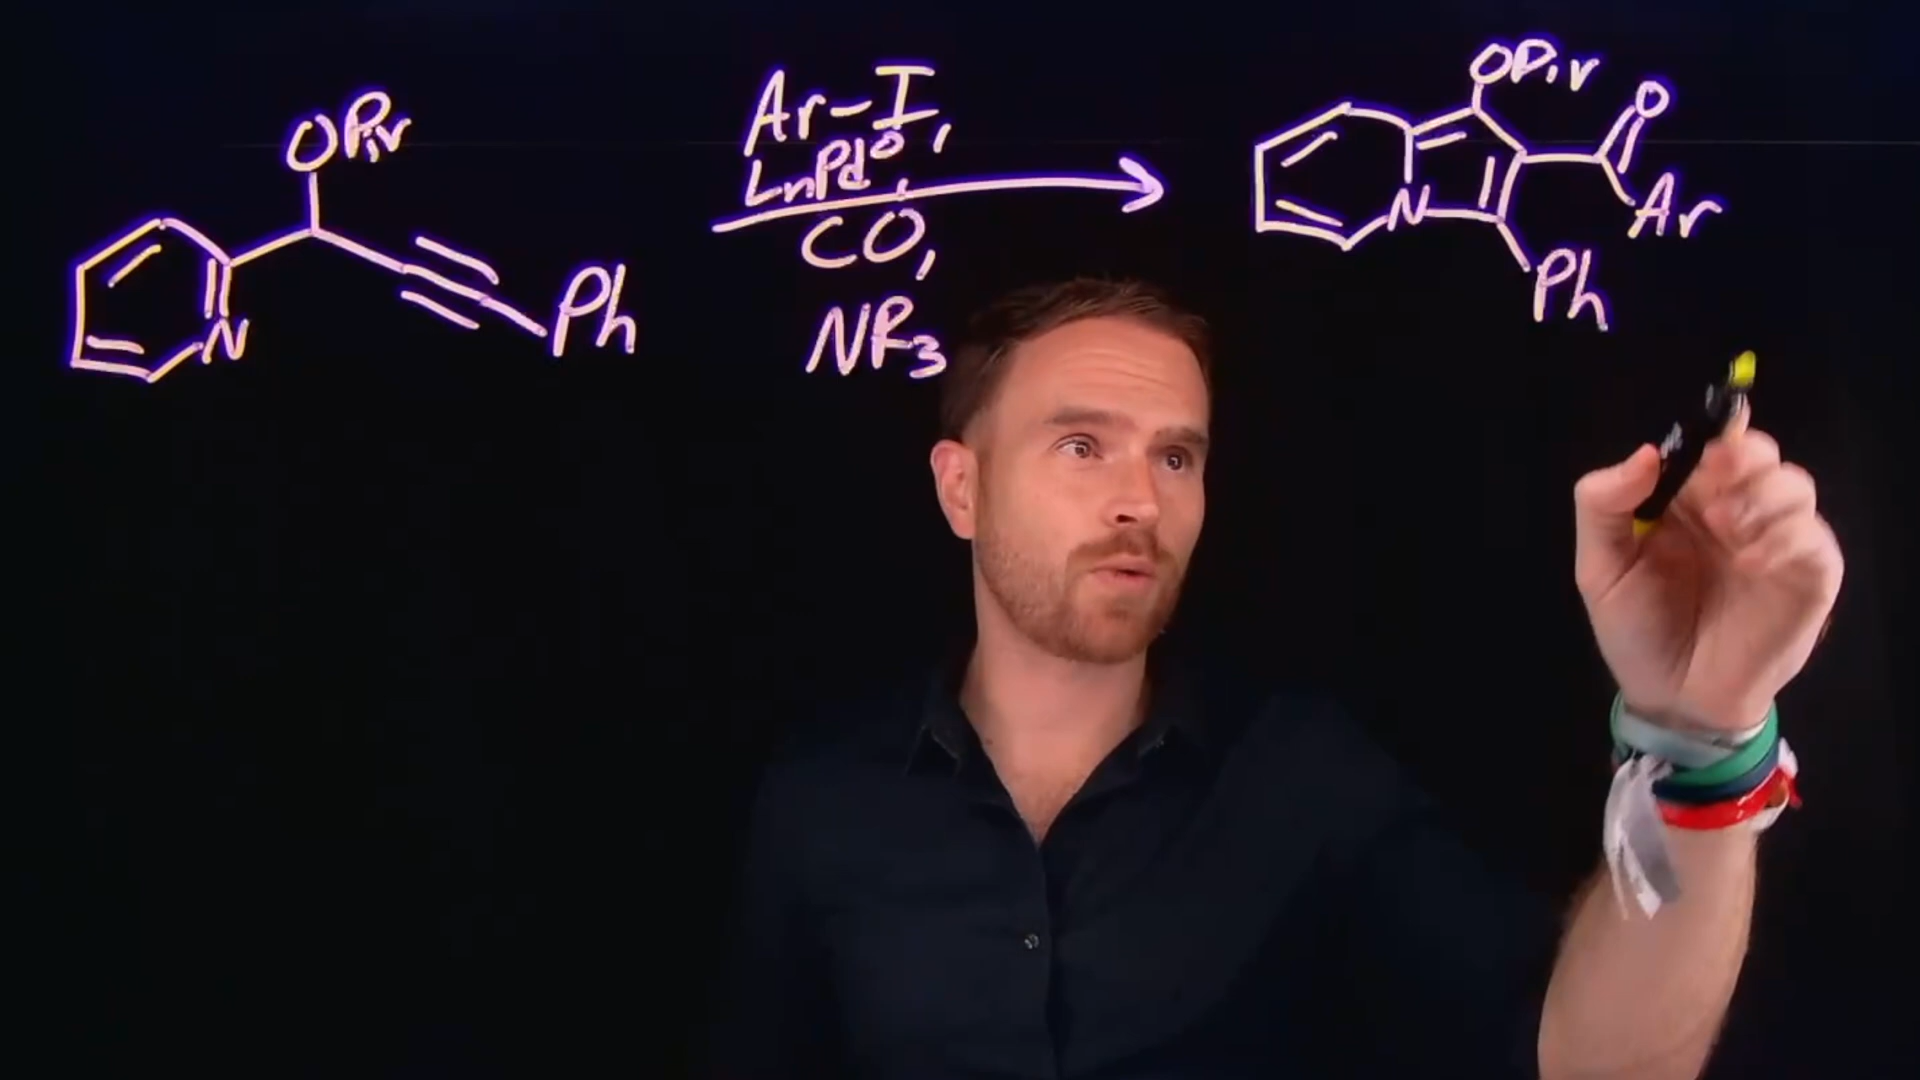 OPiv
N
Ph
Ar-I,
LnPd⁰,
CO,
NR₃
OPiv
O
N
Ar
Ph